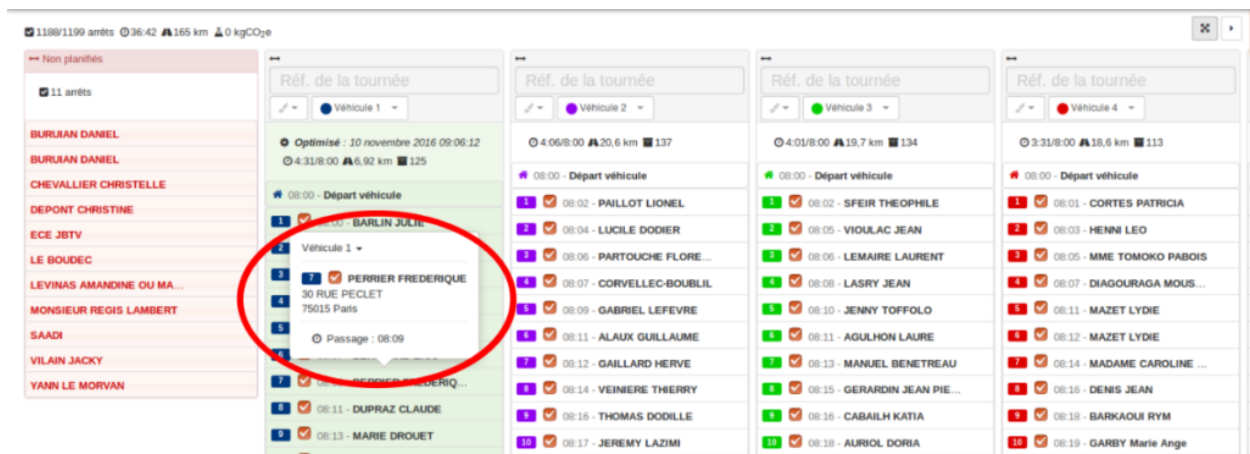 1188/1199 arrêts 36:42 165 km 0 kgCO2e
Non planifiés
11 arrêts
BURUIAN DANIEL
BURUIAN DANIEL
CHEVALLIER CHRISTELLE
DEPONT CHRISTINE
ECE JBTV
LE BOUDEC
LEVINAS AMANDINE OU MA...
MONSIEUR REGIS LAMBERT
SAADI
VILAIN JACKY
YANN LE MORVAN
Réf. de la tournée
Véhicule 1
Optimisé : 10 novembre 2016 09:06:12
4:31/8:00 6,92 km 125
08:00 - Départ véhicule
1 08:00 - BARLIN JULIE
2
3
4
5
Véhicule 1
7 PERRIER FREDERIQUE
30 RUE PECLET
75015 Paris
Passage : 08:09
7 PERRIER FREDERIQ...
8 08:11 - DUPRAZ CLAUDE
9 08:13 - MARIE DROUET
Réf. de la tournée
Véhicule 2
4:06/8:00 20,6 km 137
08:00 - Départ véhicule
1 08:02 - PAILLOT LIONEL
2 08:04 - LUCILE DODIER
3 08:06 - PARTOUCHE FLORE...
4 08:07 - CORVELLEC-BOUBLIL
5 08:09 - GABRIEL LEFEVRE
6 08:11 - ALAUX GUILLAUME
7 08:12 - GAILLARD HERVE
8 08:14 - VEINIERE THIERRY
9 08:16 - THOMAS DODILLE
10 08:17 - JEREMY LAZIMI
Réf. de la tournée
Véhicule 3
4:01/8:00 19,7 km 134
08:00 - Départ véhicule
1 08:02 - SFEIR THEOPHILE
2 08:05 - VIOULAC JEAN
3 08:06 - LEMAIRE LAURENT
4 08:08 - LASRY JEAN
5 08:10 - JENNY TOFFOLO
6 08:11 - AGULHON LAURE
7 08:13 - MANUEL BENETREAU
8 08:15 - GERARDIN JEAN PIE...
9 08:16 - CABAILH KATIA
10 08:18 - AURIOL DORIA
Réf. de la tournée
Véhicule 4
3:31/8:00 18,6 km 113
08:00 - Départ véhicule
1 08:01 - CORTES PATRICIA
2 08:03 - HENNI LEO
3 08:05 - MME TOMOKO PABOIS
4 08:07 - DIAGOURAGA MOUS...
5 08:11 - MAZET LYDIE
6 08:12 - MAZET LYDIE
7 08:14 - MADAME CAROLINE ...
8 08:16 - DENIS JEAN
9 08:18 - BARKAOUI RYM
10 08:19 - GARBY Marie Ange